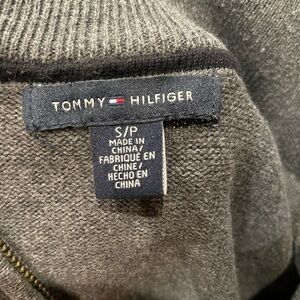 TOMMY HILFIGER
S/P
MADE IN
CHINA/
FABRIQUÉ EN
CHINE/
HECHO EN
CHINA